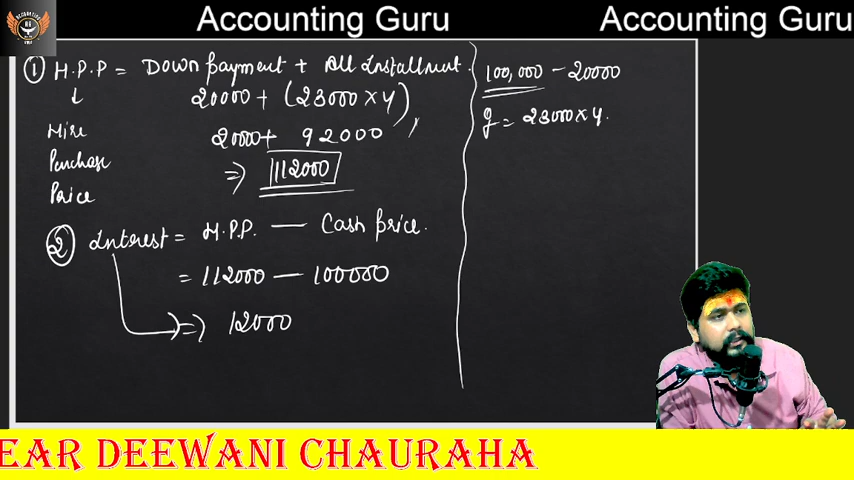 Accounting Guru
Accounting Guru
① H.P.P = Down payment + All Installment.
20000 + (23000 x 4)
Hire
Purchase
Price
2000+ 92000
=> 112000
② Interest = H.P.P. — Cash price.
= 112000 — 100000
=> 12000
100,000 – 20000
= 23000 x 4.
EAR DEEWANI CHAURAHA